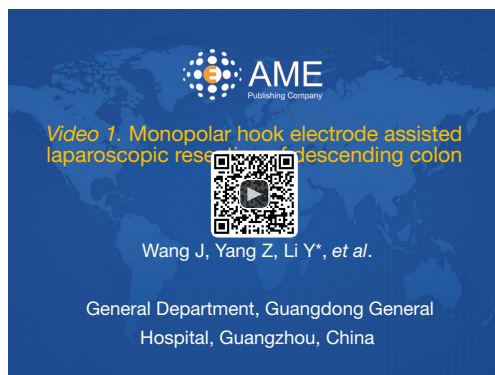 E AME
Publishing Company
Video 1. Monopolar hook electrode assisted
laparoscopic descending colon
Wang J, Yang Z, Li Y*, et al.
General Department, Guangdong General
Hospital, Guangzhou, China